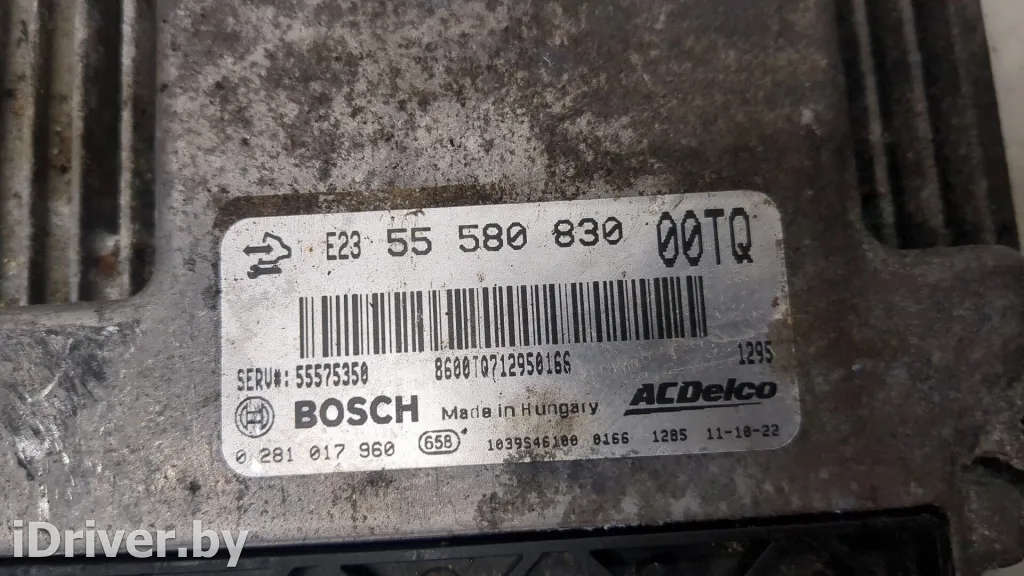 E23 55 580 830 00TQ
SERV#: 55575350 8600TQ712950166 1295
BOSCH Made in Hungary ACDelco
0 281 017 960 658 1039S46100 0166 1285 11-10-22
iDriver.by